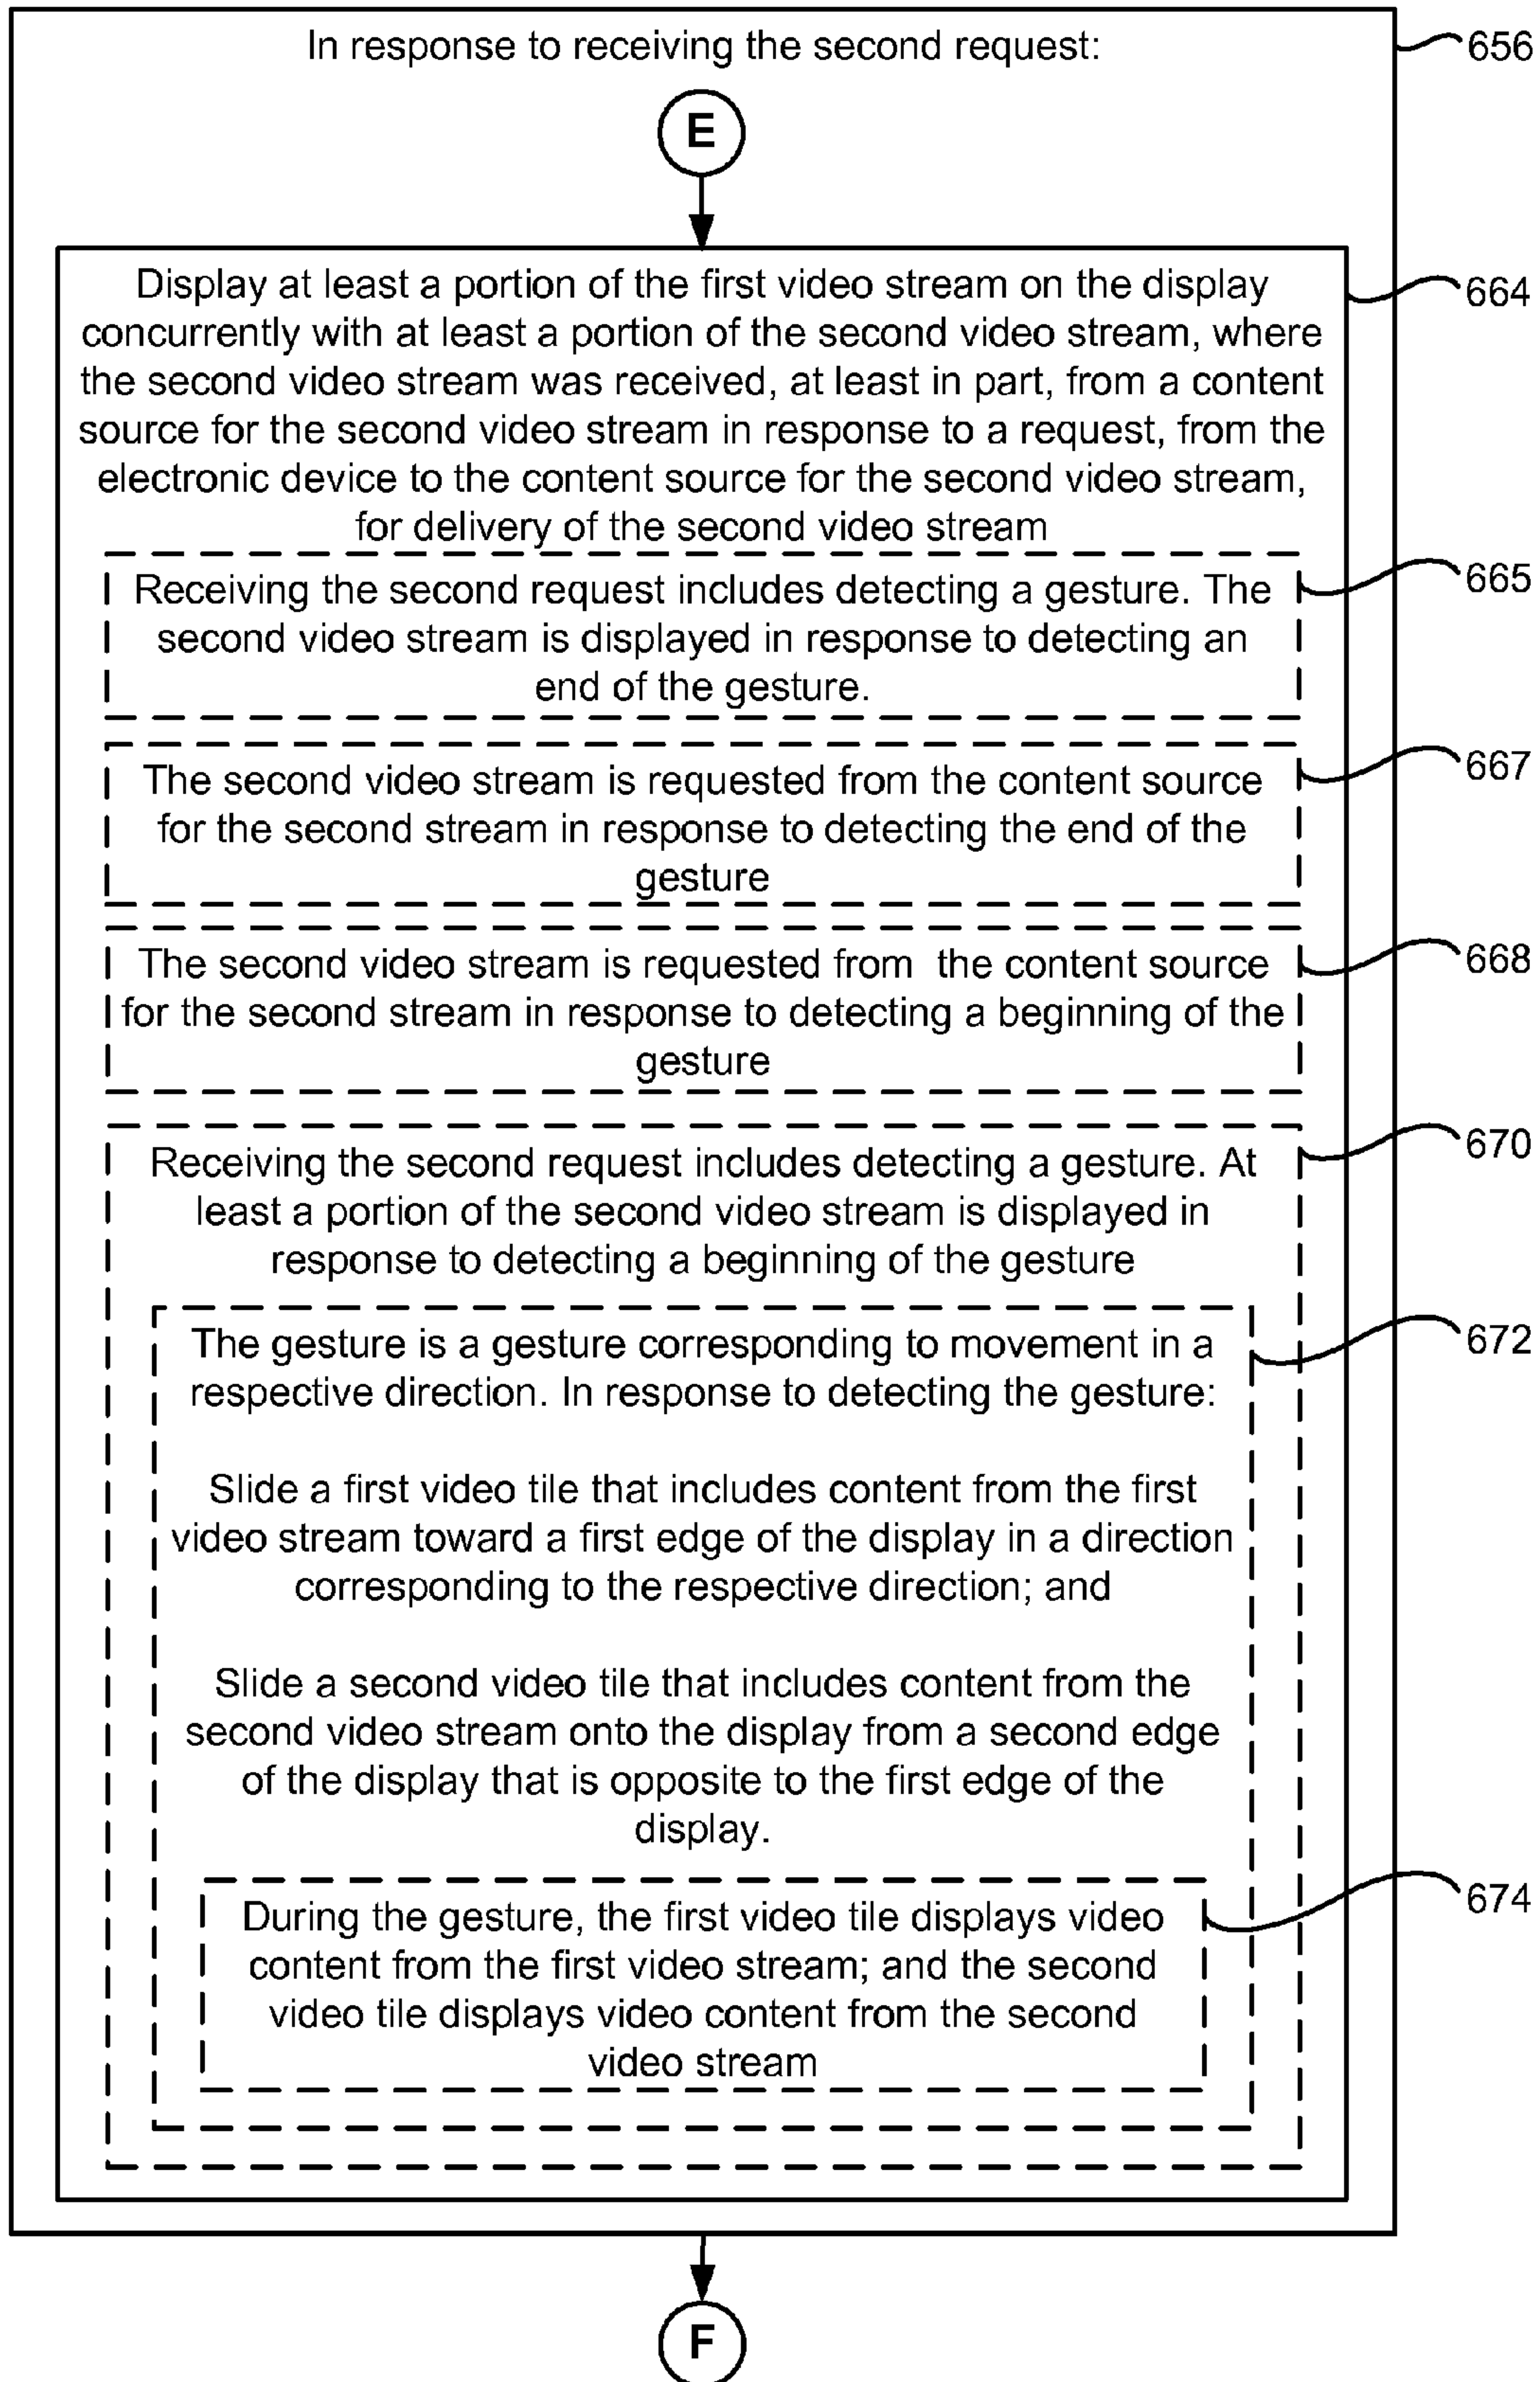 In response to receiving the second request:
656
E
Display at least a portion of the first video stream on the display
664
concurrently with at least a portion of the second video stream, where
the second video stream was received, at least in part, from a content
source for the second video stream in response to a request, from the
electronic device to the content source for the second video stream,
for delivery of the second video stream
Receiving the second request includes detecting a gesture. The
665
second video stream is displayed in response to detecting an
end of the gesture.
The second video stream is requested from the content source
667
for the second stream in response to detecting the end of the
gesture
The second video stream is requested from the content source
668
for the second stream in response to detecting a beginning of the
gesture
Receiving the second request includes detecting a gesture. At
670
least a portion of the second video stream is displayed in
response to detecting a beginning of the gesture
The gesture is a gesture corresponding to movement in a
672
respective direction. In response to detecting the gesture:
Slide a first video tile that includes content from the first
video stream toward a first edge of the display in a direction
corresponding to the respective direction; and
Slide a second video tile that includes content from the
second video stream onto the display from a second edge
of the display that is opposite to the first edge of the
display.
During the gesture, the first video tile displays video
674
content from the first video stream; and the second
video tile displays video content from the second
video stream
F